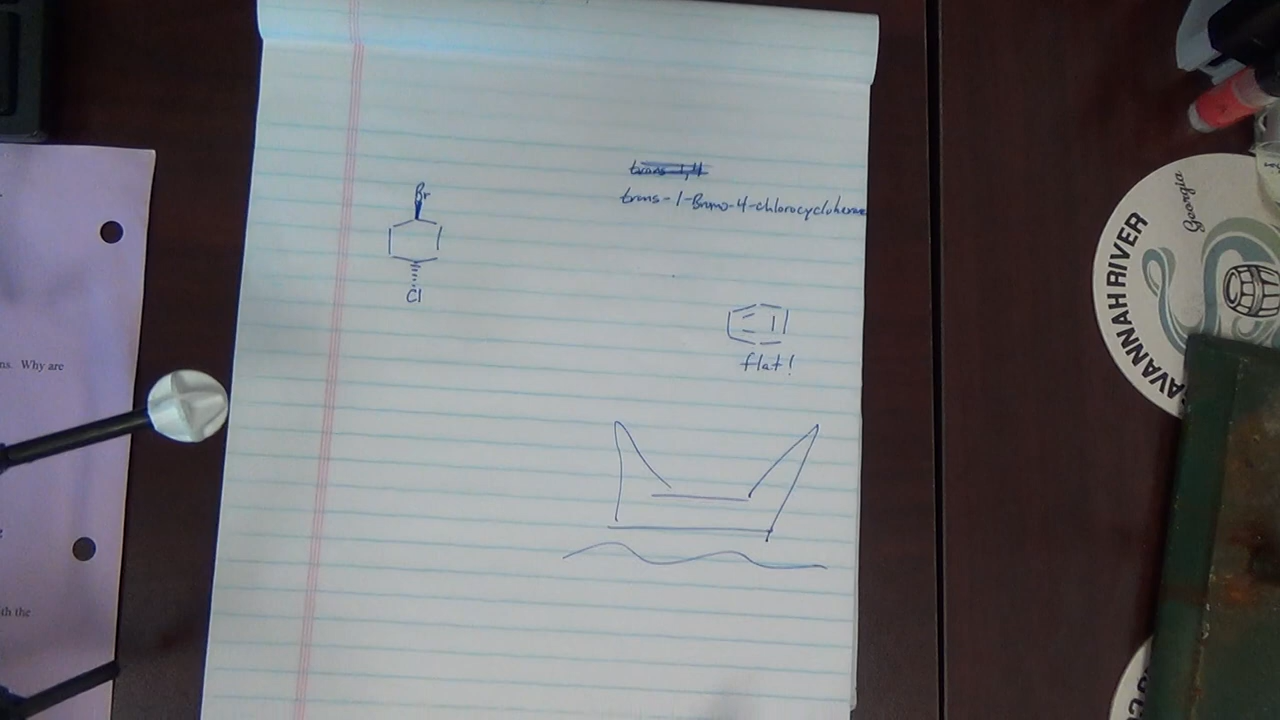 trans-1,4
trans-1-Bromo-4-chlorocyclohexane
Br
Cl
flat!
ns. Why are
th the
SAVANNAH RIVER
Georgia